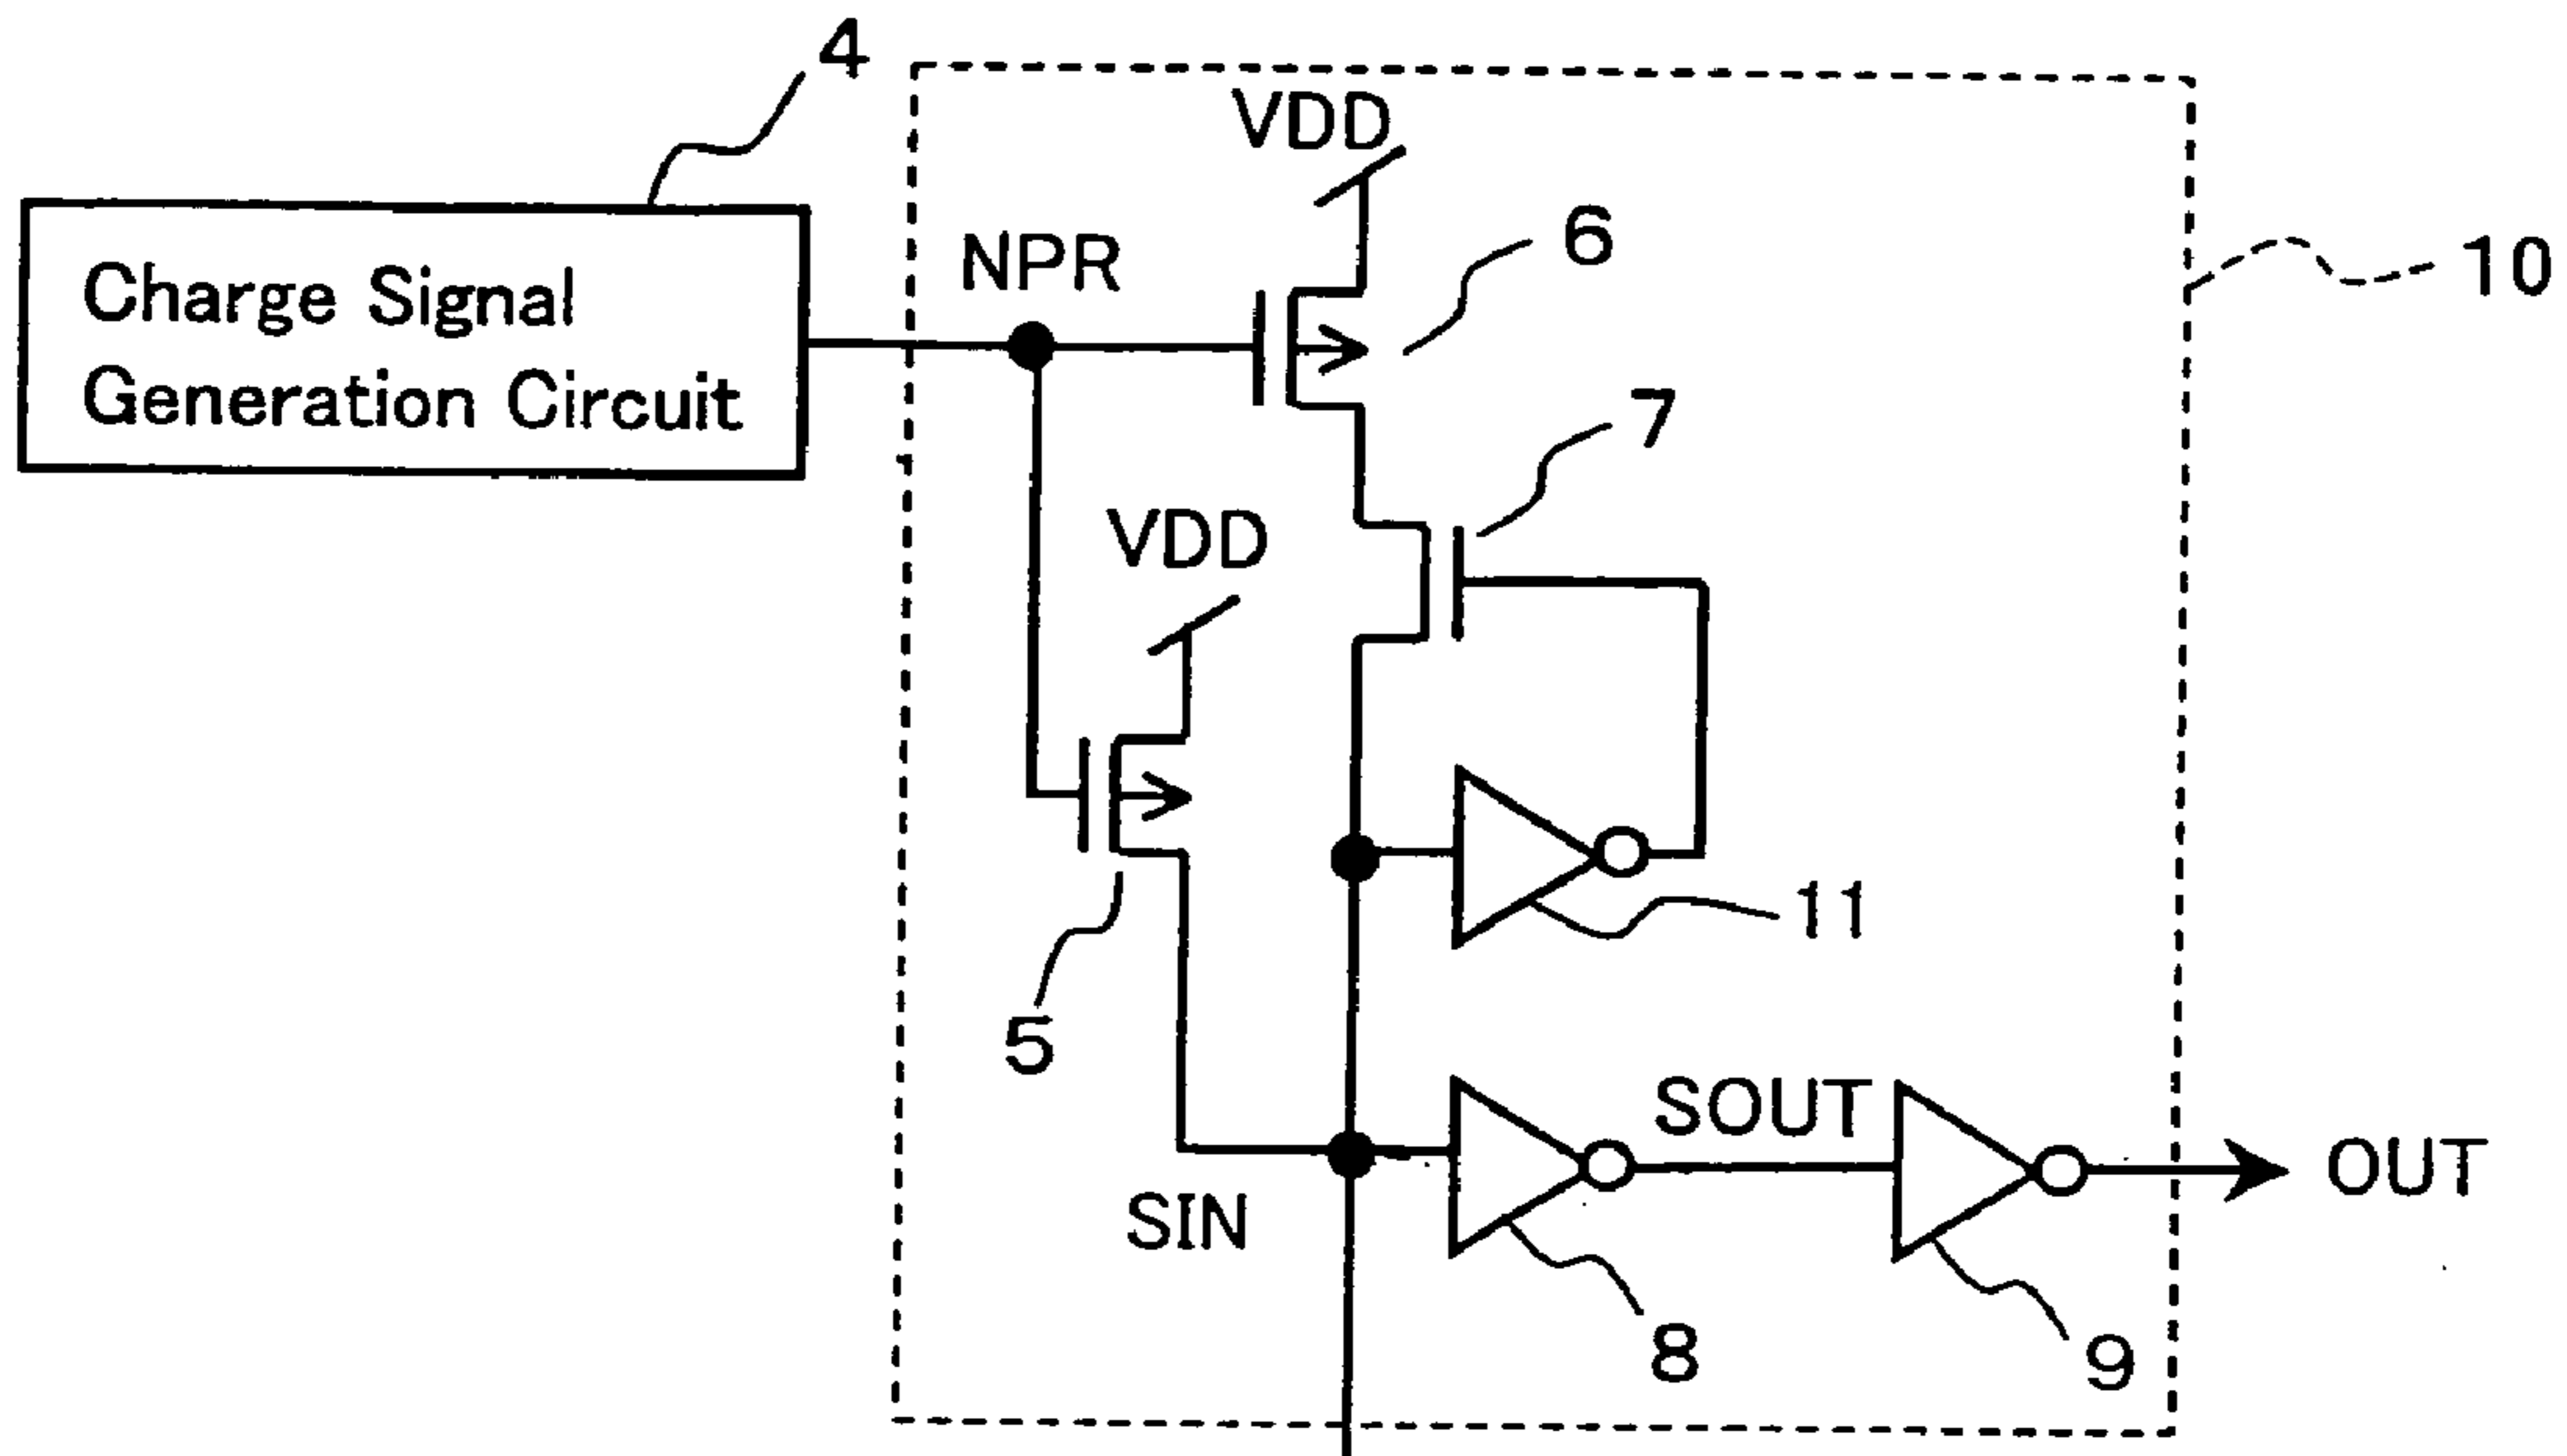 4
VDD
6
10
NPR
Charge Signal
Generation Circuit
7
VDD
11
5
SOUT
OUT
SIN
8
9